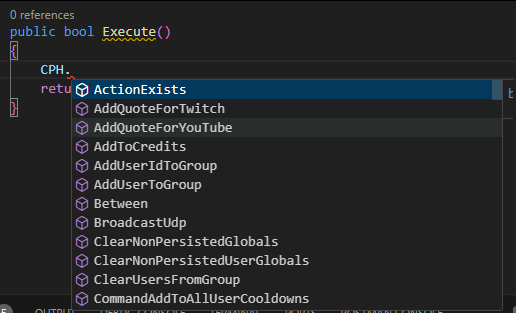 0 references
public bool Execute()
{
CPH.
retu
}
ActionExists
AddQuoteForTwitch
AddQuoteForYouTube
AddToCredits
AddUserIdToGroup
AddUserToGroup
Between
BroadcastUdp
ClearNonPersistedGlobals
ClearNonPersistedUserGlobals
ClearUsersFromGroup
CommandAddToAllUserCooldowns